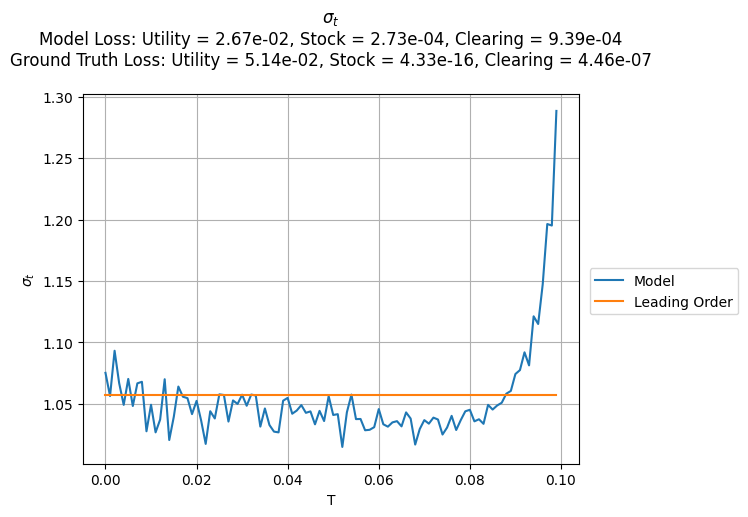 σt
Model Loss: Utility = 2.67e-02, Stock = 2.73e-04, Clearing = 9.39e-04
Ground Truth Loss: Utility = 5.14e-02, Stock = 4.33e-16, Clearing = 4.46e-07
1.30
1.25
1.20
1.15
1.10
1.05
σt
0.00 0.02 0.04 0.06 0.08 0.10
T
Model
Leading Order